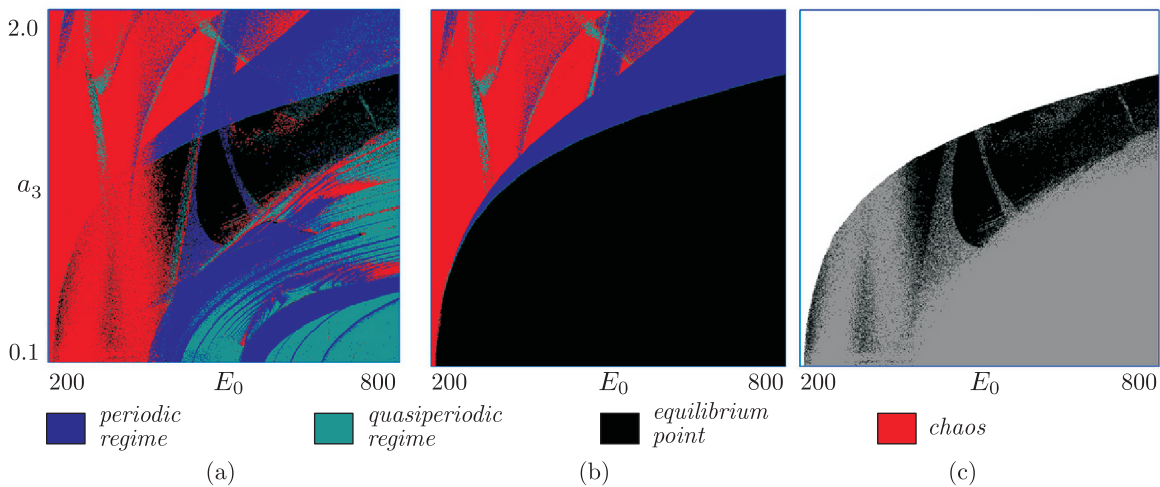 2.0
a3
0.1
200 E0 800
200 E0 800
200 E0 800
periodic regime
quasiperiodic regime
equilibrium point
chaos
(a)
(b)
(c)